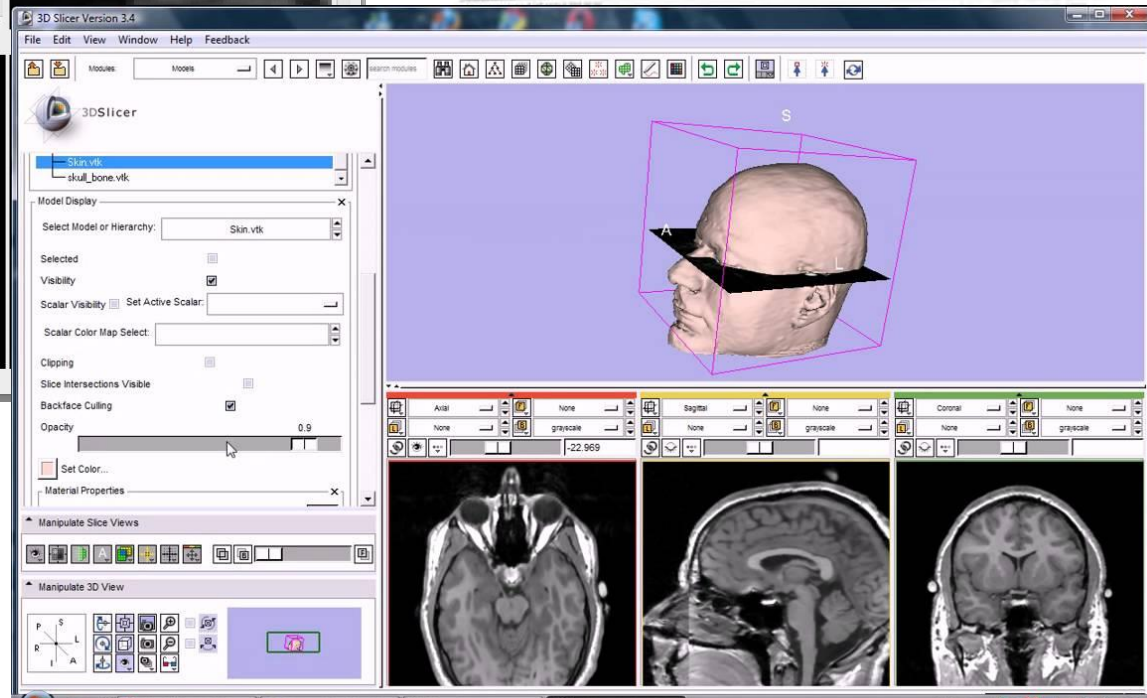 3D Slicer Version 3.4
File Edit View Window Help Feedback
Modules: Models search modules
3DSlicer
Skin.vtk
skull_bone.vtk
Model Display
Select Model or Hierarchy: Skin.vtk
Selected
Visibility
Scalar Visibility Set Active Scalar:
Scalar Color Map Select:
Clipping
Slice Intersections Visible
Backface Culling
Opacity 0.9
Set Color...
Material Properties
Manipulate Slice Views
Manipulate 3D View
P S L R I A
S
A
L
Axial None
None grayscale
-22.969
Sagittal None
None grayscale
Coronal None
None grayscale